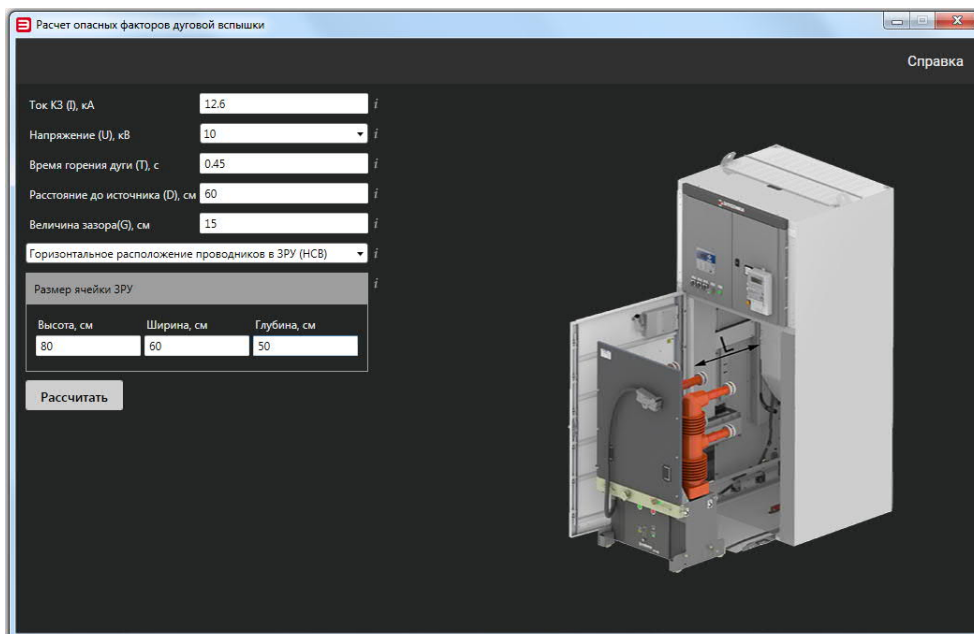 Расчет опасных факторов дуговой вспышки
Справка
Ток КЗ (I), кА 12.6 i
Напряжение (U), кВ 10 i
Время горения дуги (T), с 0.45 i
Расстояние до источника (D), см 60 i
Величина зазора(G), см 15 i
Горизонтальное расположение проводников в ЗРУ (HCB) i
Размер ячейки ЗРУ i
Высота, см Ширина, см Глубина, см
80 60 50
Рассчитать
L